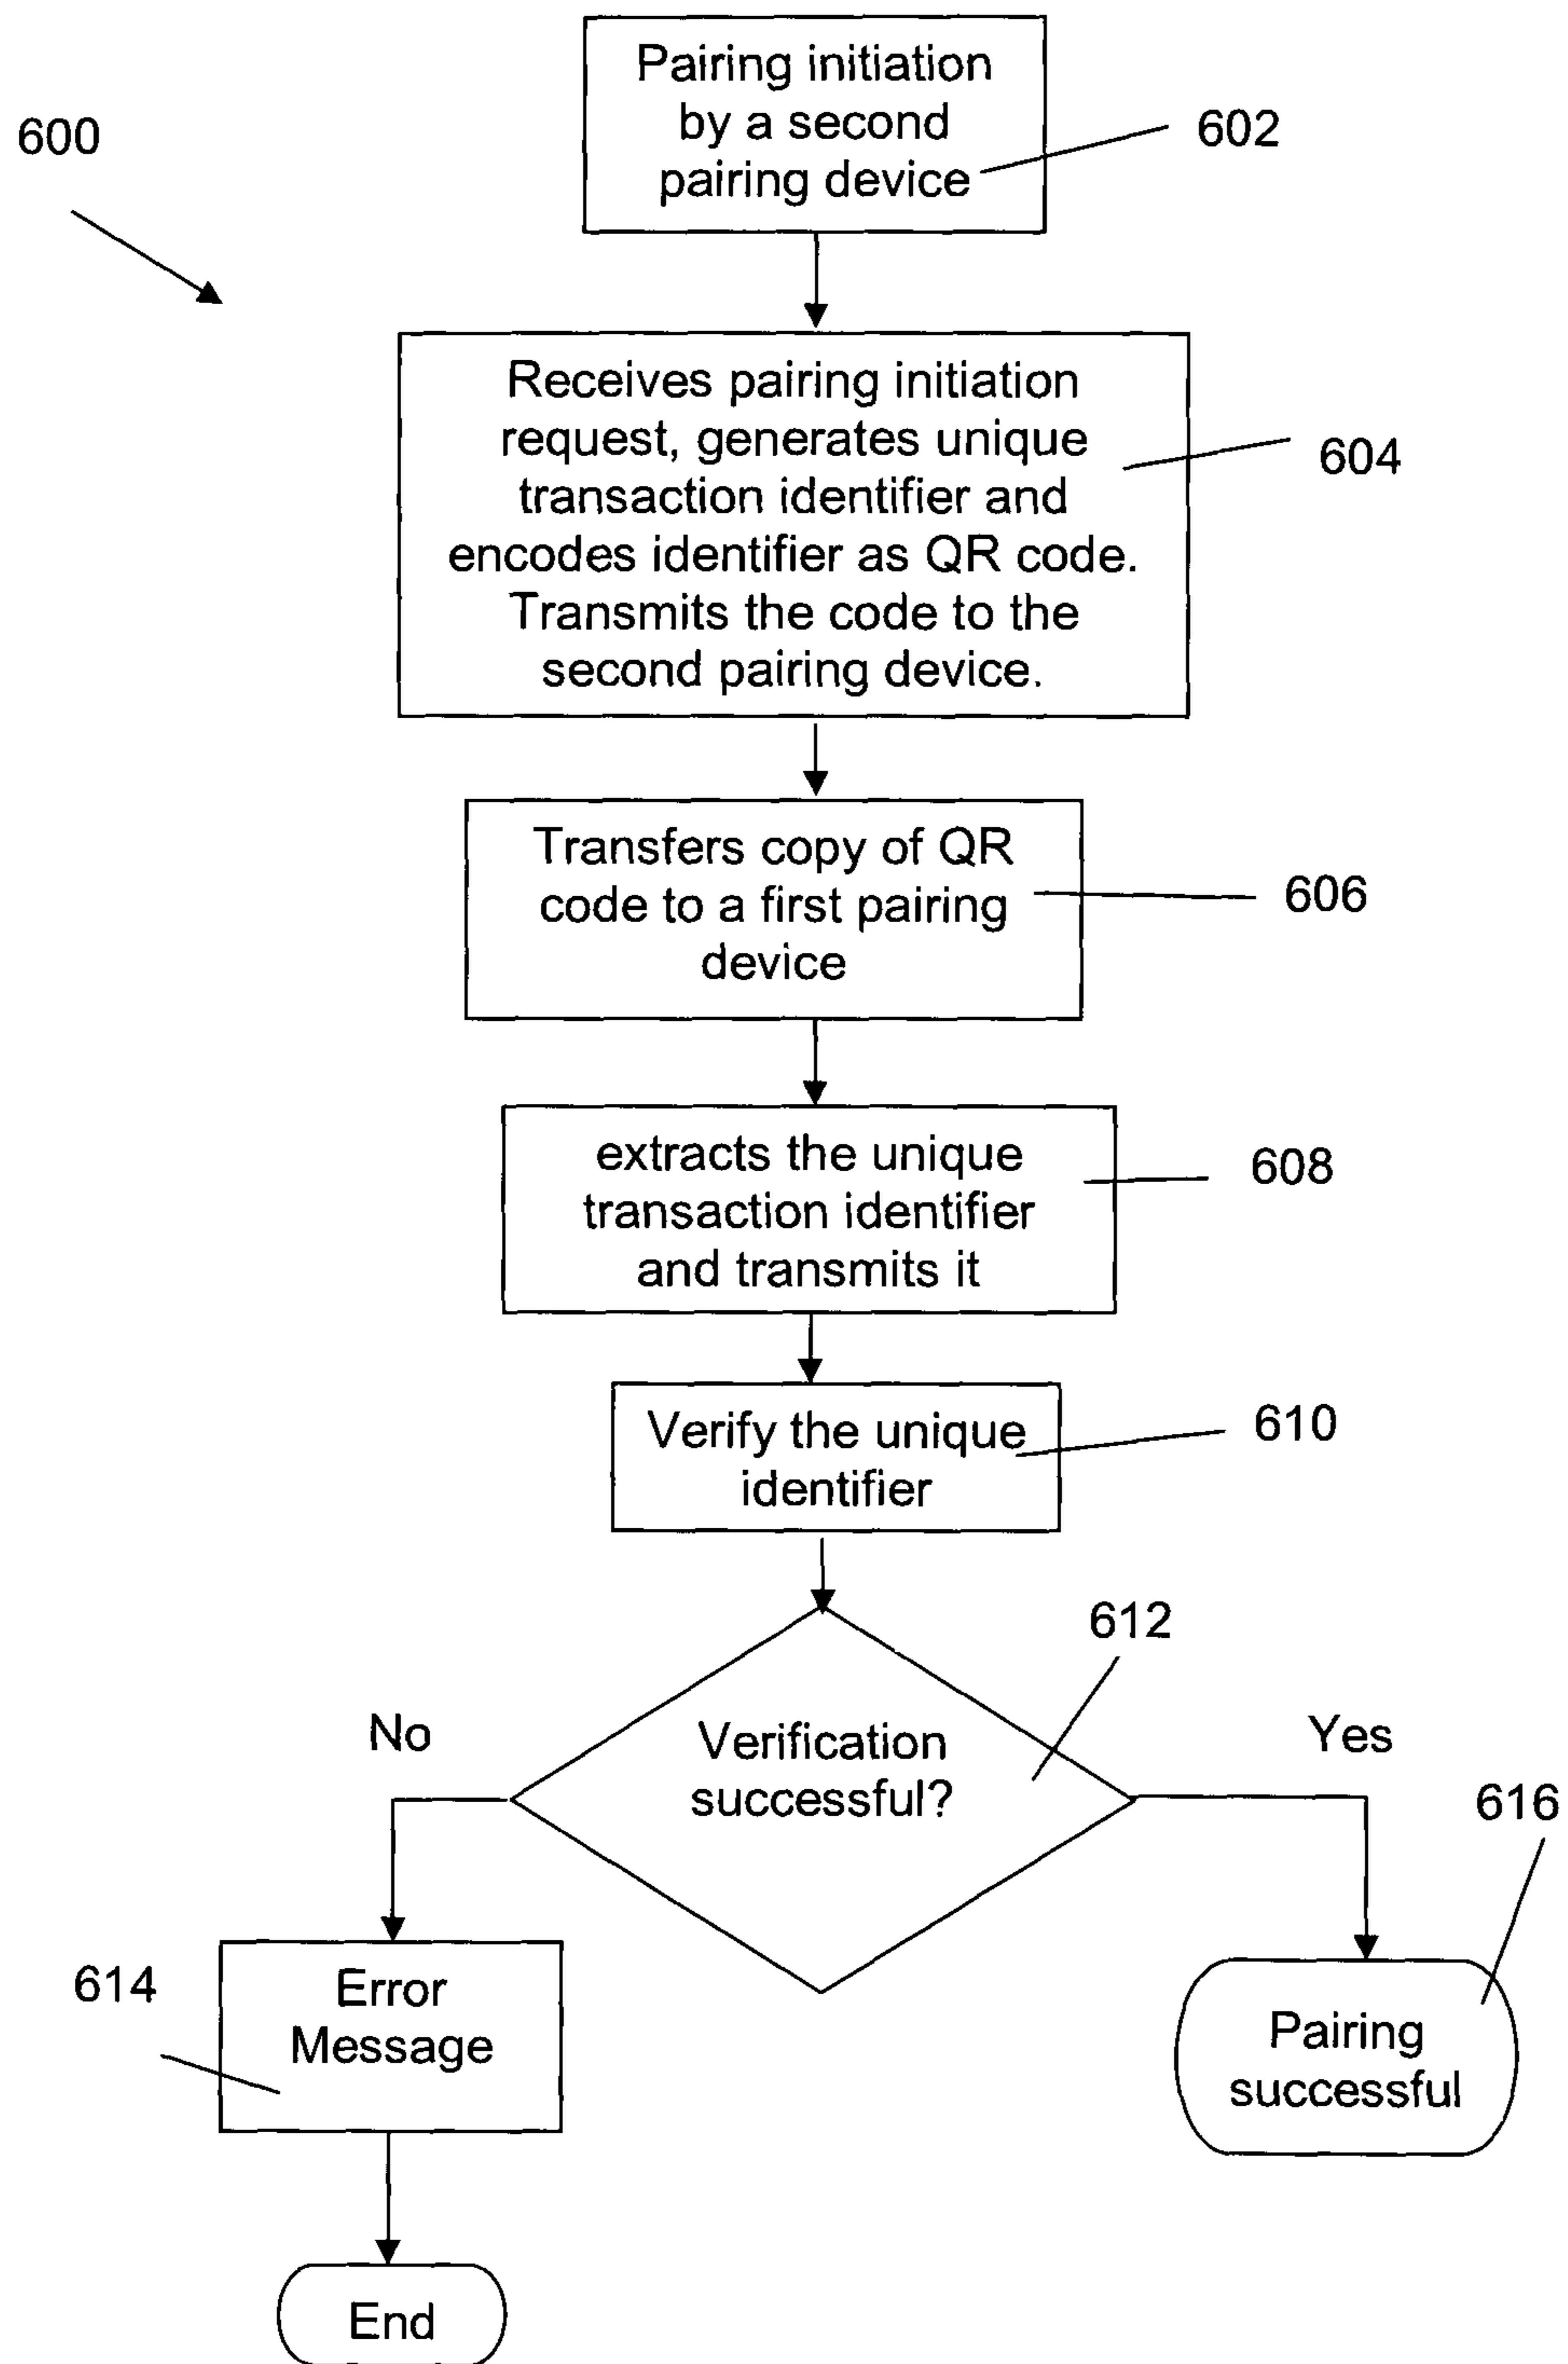 Pairing initiation
by a second
pairing device
602
600
Receives pairing initiation
request, generates unique
transaction identifier and
encodes identifier as QR code.
Transmits the code to the
second pairing device.
604
Transfers copy of QR
code to a first pairing
device
606
extracts the unique
transaction identifier
and transmits it
608
Verify the unique
identifier
610
612
No
Verification
successful?
Yes
616
614
Error
Message
Pairing
successful
End